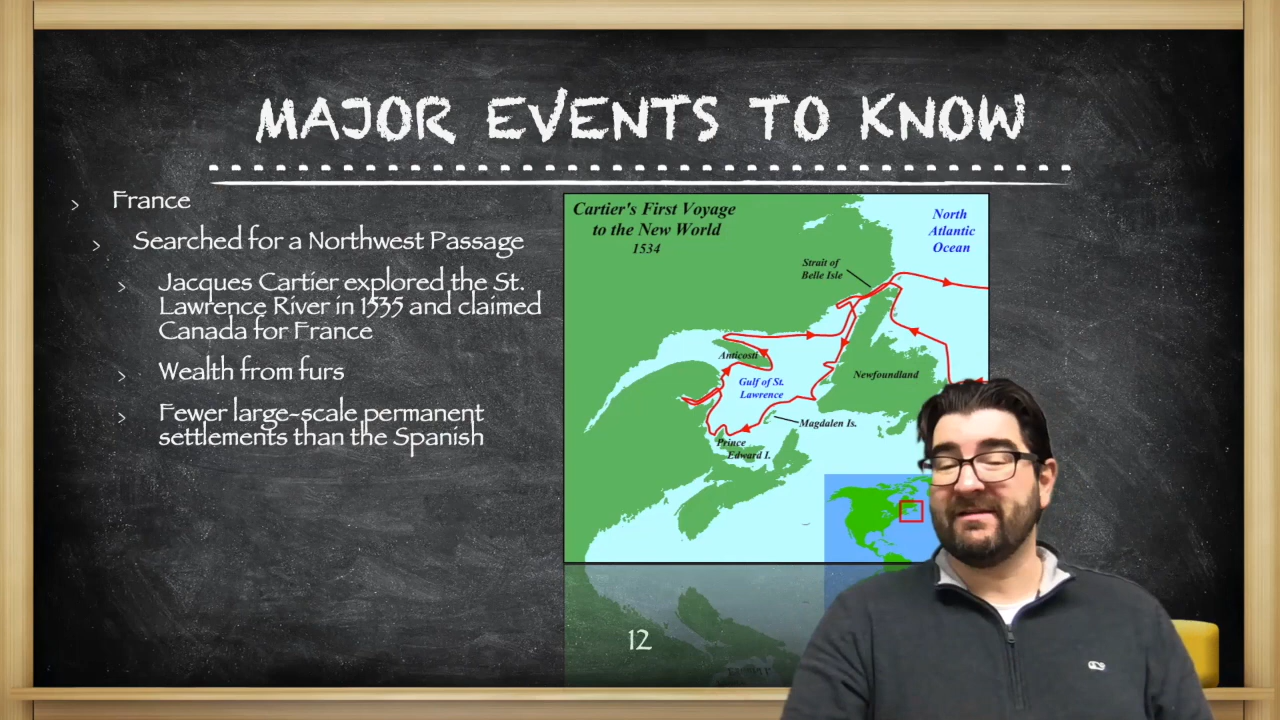 MAJOR EVENTS TO KNOW
> France
> Searched for a Northwest Passage
> Jacques Cartier explored the St.
Lawrence River in 1535 and claimed
Canada for France
> Wealth from furs
> Fewer large-scale permanent
settlements than the Spanish
Cartier's First Voyage
to the New World
1534
North
Atlantic
Ocean
Strait of
Belle Isle
Anticosti
Gulf of St.
Lawrence
Newfoundland
Magdalen Is.
Prince
Edward I.
12